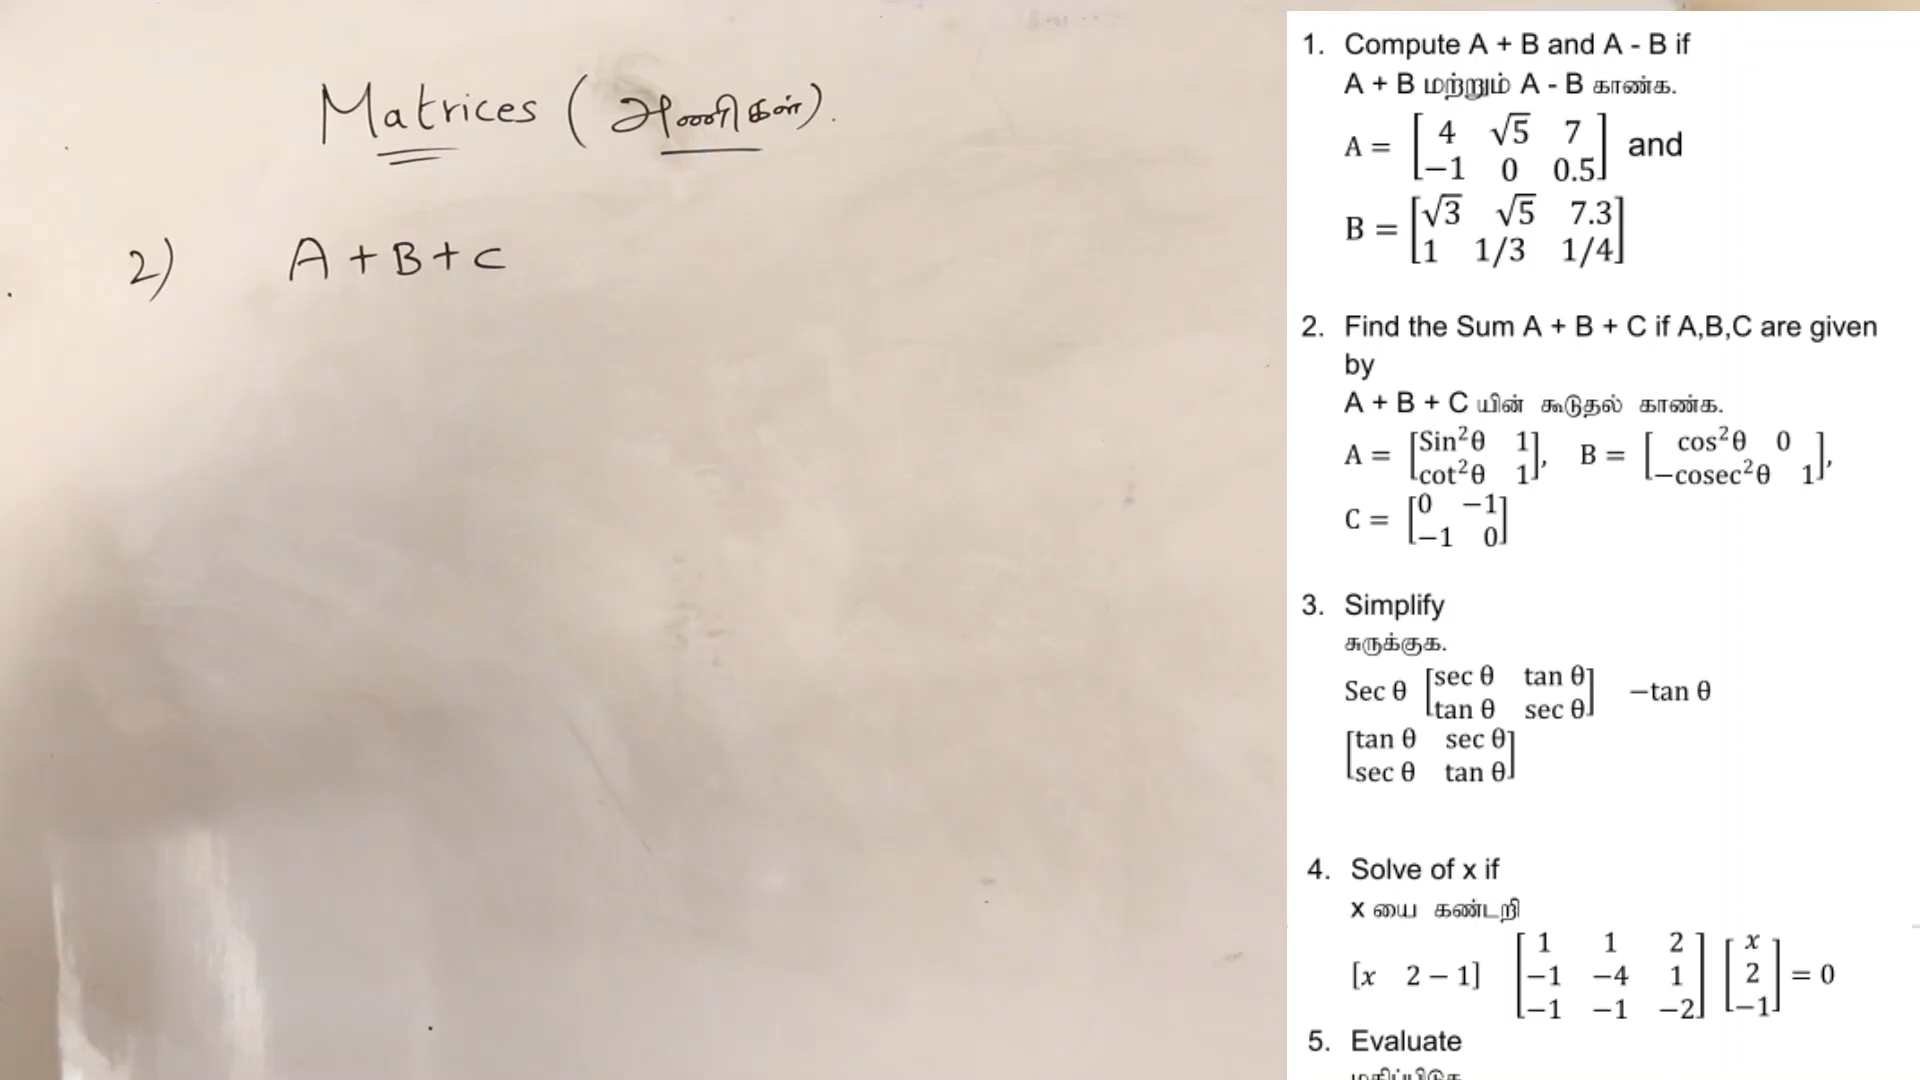 Matrices (அணிகள்).
2) A + B + C
1. Compute A + B and A - B if
A + B மற்றும் A - B காண்க.
A = [4 √5 7
−1 0 0.5] and
B = [√3 √5 7.3
1 1/3 1/4]
2. Find the Sum A + B + C if A,B,C are given
by
A + B + C யின் கூடுதல் காண்க.
A = [Sin²θ 1
cot²θ 1], B = [cos²θ 0
−cosec²θ 1],
C = [0 −1
−1 0]
3. Simplify
சுருக்குக.
Sec θ [sec θ tan θ
tan θ sec θ] −tan θ
[tan θ sec θ
sec θ tan θ]
4. Solve of x if
x யை கண்டறி
[x 2 − 1] [1 1 2
−1 −4 1
−1 −1 −2] [x
2
−1] = 0
5. Evaluate